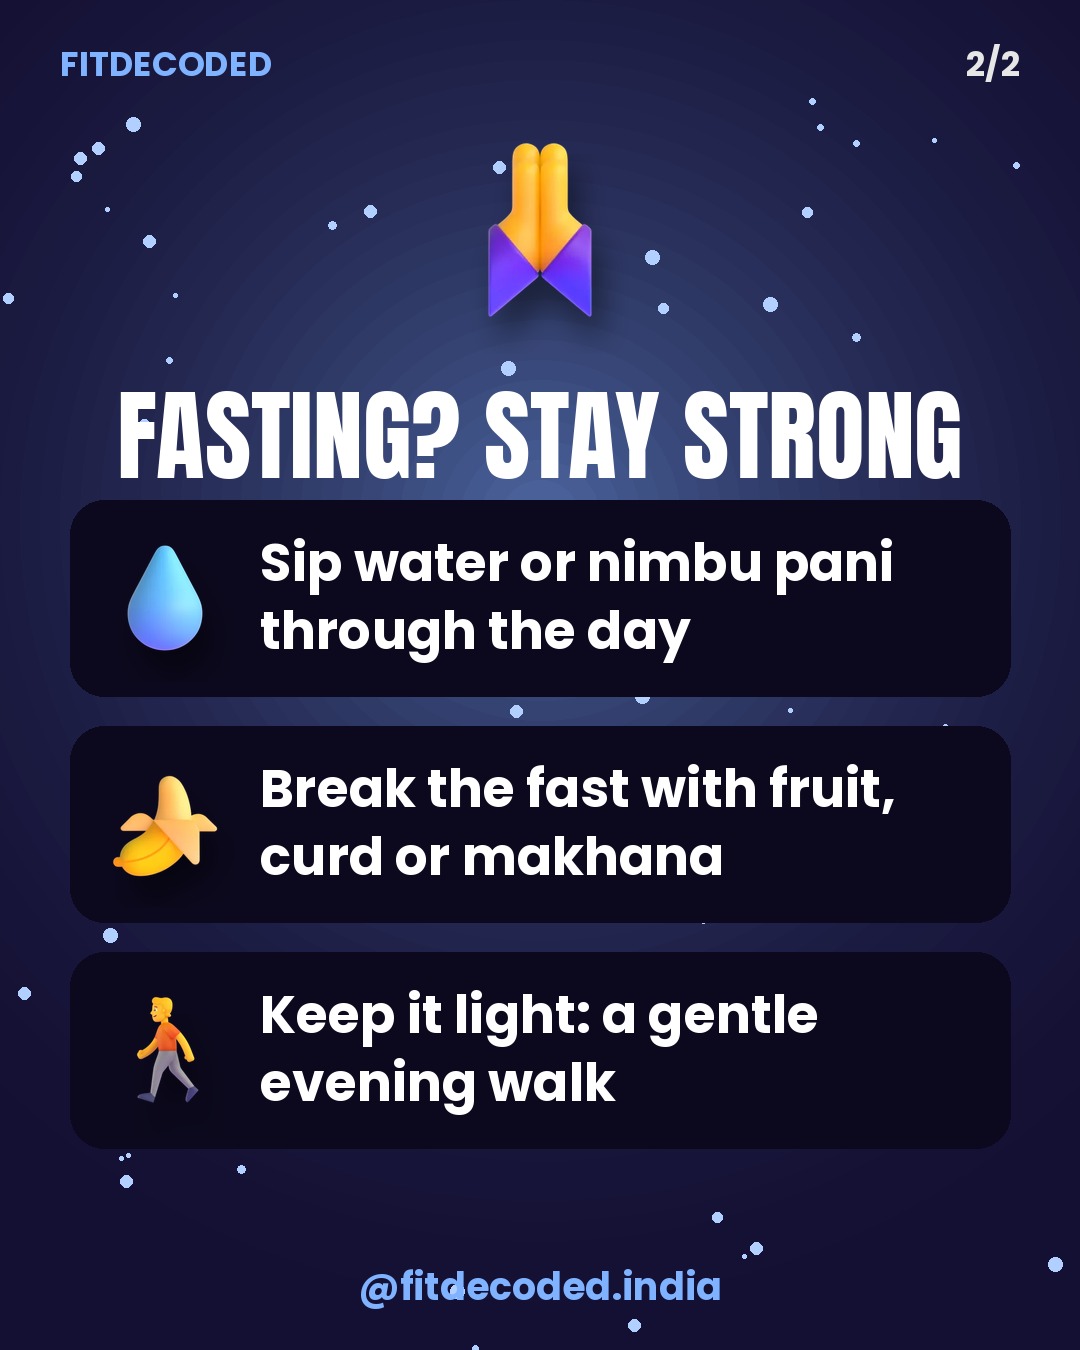 FITDECODED
2/2
FASTING? STAY STRONG
Sip water or nimbu pani
through the day
Break the fast with fruit,
curd or makhana
Keep it light: a gentle
evening walk
@fitdecoded.india